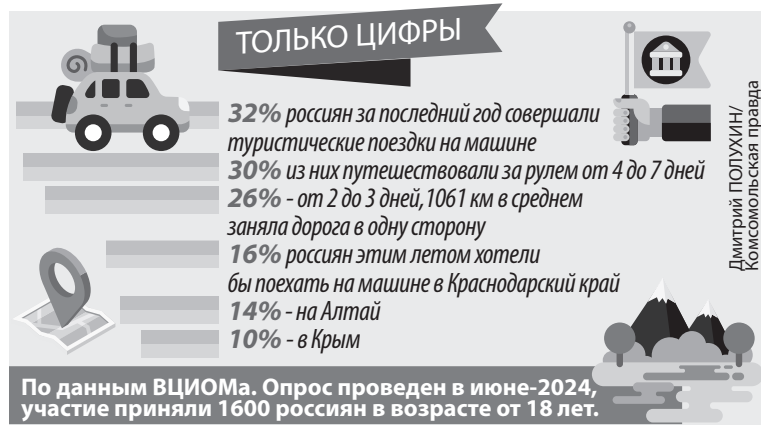 ТОЛЬКО ЦИФРЫ
32% россиян за последний год совершали
туристические поездки на машине
30% из них путешествовали за рулем от 4 до 7 дней
26% - от 2 до 3 дней, 1061 км в среднем
заняла дорога в одну сторону
16% россиян этим летом хотели
бы поехать на машине в Краснодарский край
14% - на Алтай
10% - в Крым
По данным ВЦИОМа. Опрос проведен в июне-2024,
участие приняли 1600 россиян в возрасте от 18 лет.
Дмитрий ПОЛУХИН/
Комсомольская правда